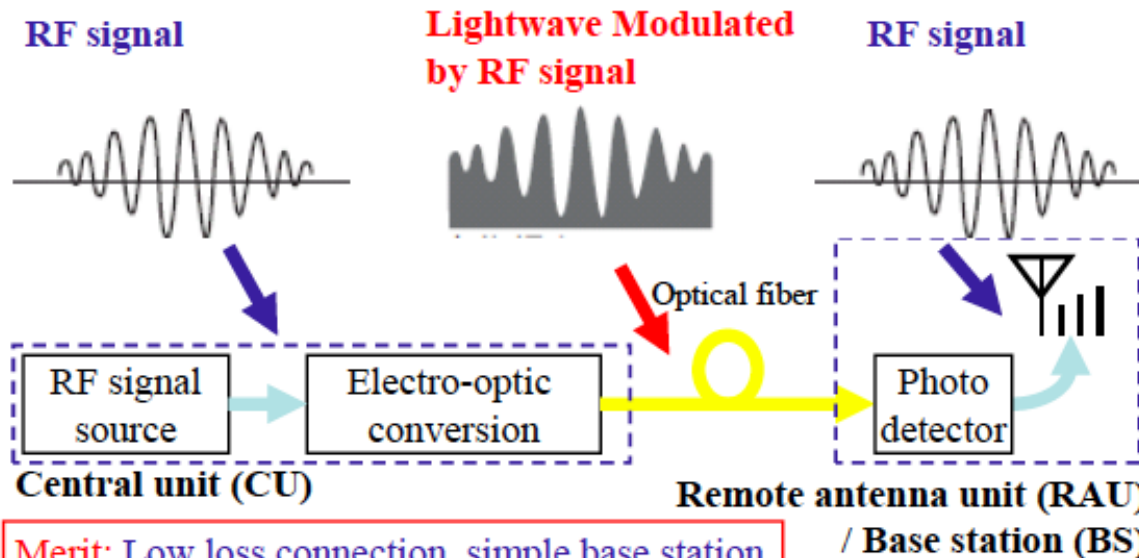 RF signal
Lightwave Modulated
by RF signal
RF signal
Optical fiber
RF signal
source
Electro-optic
conversion
Photo
detector
Central unit (CU)
Remote antenna unit (RAU)
/ Base station (BS)
Merit: Low loss connection, simple base station